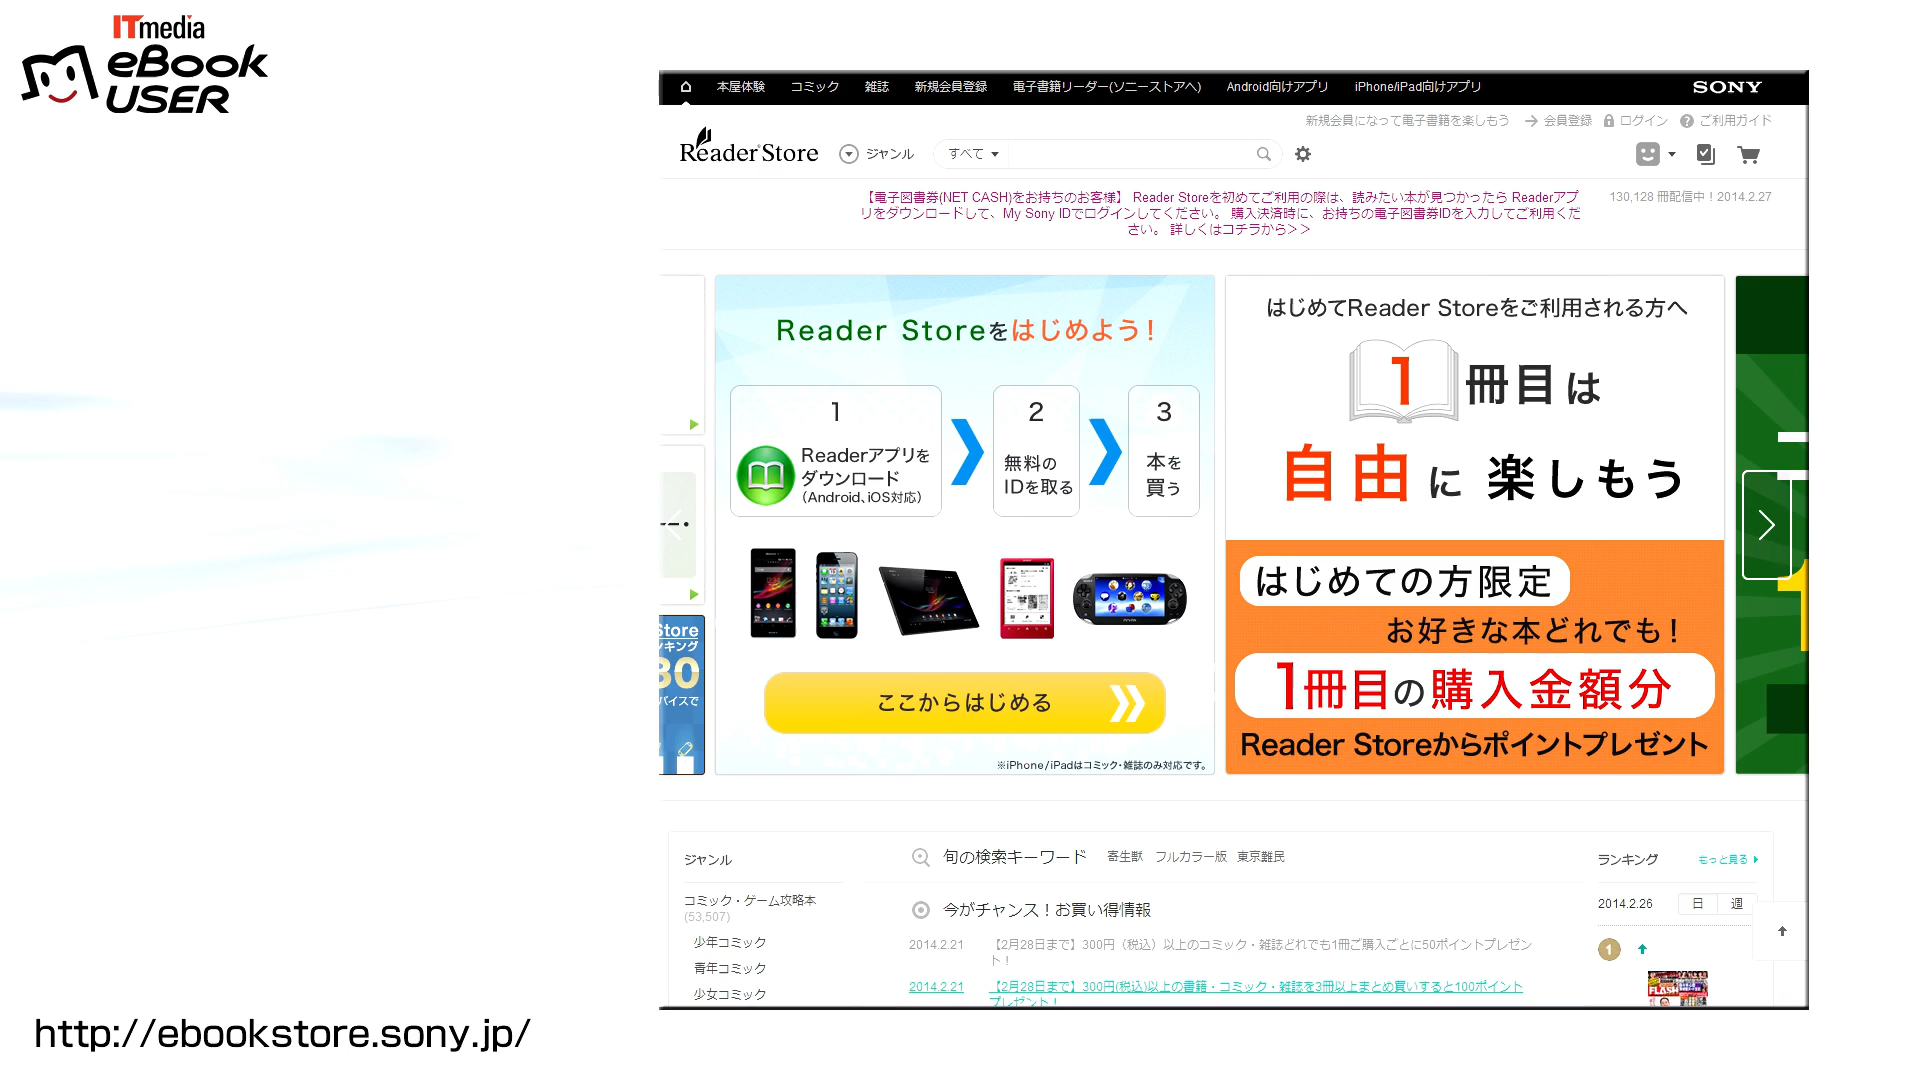 ITmedia
eBook
USER
本屋体験 コミック 雑誌 新規会員登録 電子書籍リーダー(ソニーストアへ) Android向けアプリ iPhone/iPad向けアプリ SONY
新規会員になって電子書籍を楽しもう 会員登録 ログイン ご利用ガイド
Reader Store ジャンル すべて
【電子図書券(NET CASH)をお持ちのお客様】 Reader Storeを初めてご利用の際は、読みたい本が見つかったら Readerアプ
リをダウンロードして、My Sony IDでログインしてください。 購入決済時に、お持ちの電子図書券IDを入力してご利用くだ
さい。 詳しくはコチラから＞＞
130,128 冊配信中！2014.2.27
Reader Storeをはじめよう！
1
Readerアプリを
ダウンロード
（Android、iOS対応）
2
無料の
IDを取る
3
本を
買う
ここからはじめる
※iPhone/iPadはコミック・雑誌のみ対応です。
はじめてReader Storeをご利用される方へ
1冊目は
自由に楽しもう
はじめての方限定
お好きな本どれでも！
1冊目の購入金額分
Reader Storeからポイントプレゼント
Store
キング
30
バイスで
ジャンル
コミック・ゲーム攻略本
(53,507)
少年コミック
青年コミック
少女コミック
旬の検索キーワード 寄生獣 フルカラー版 東京難民
今がチャンス！お買い得情報
2014.2.21 【2月28日まで】300円（税込）以上のコミック・雑誌どれでも1冊ご購入ごとに50ポイントプレゼン
ト！
2014.2.21 【2月28日まで】300円(税込)以上の書籍・コミック・雑誌を3冊以上まとめ買いすると100ポイント
プレゼント！
ランキング もっと見る
2014.2.26 日 週
1
FLASH
http://ebookstore.sony.jp/